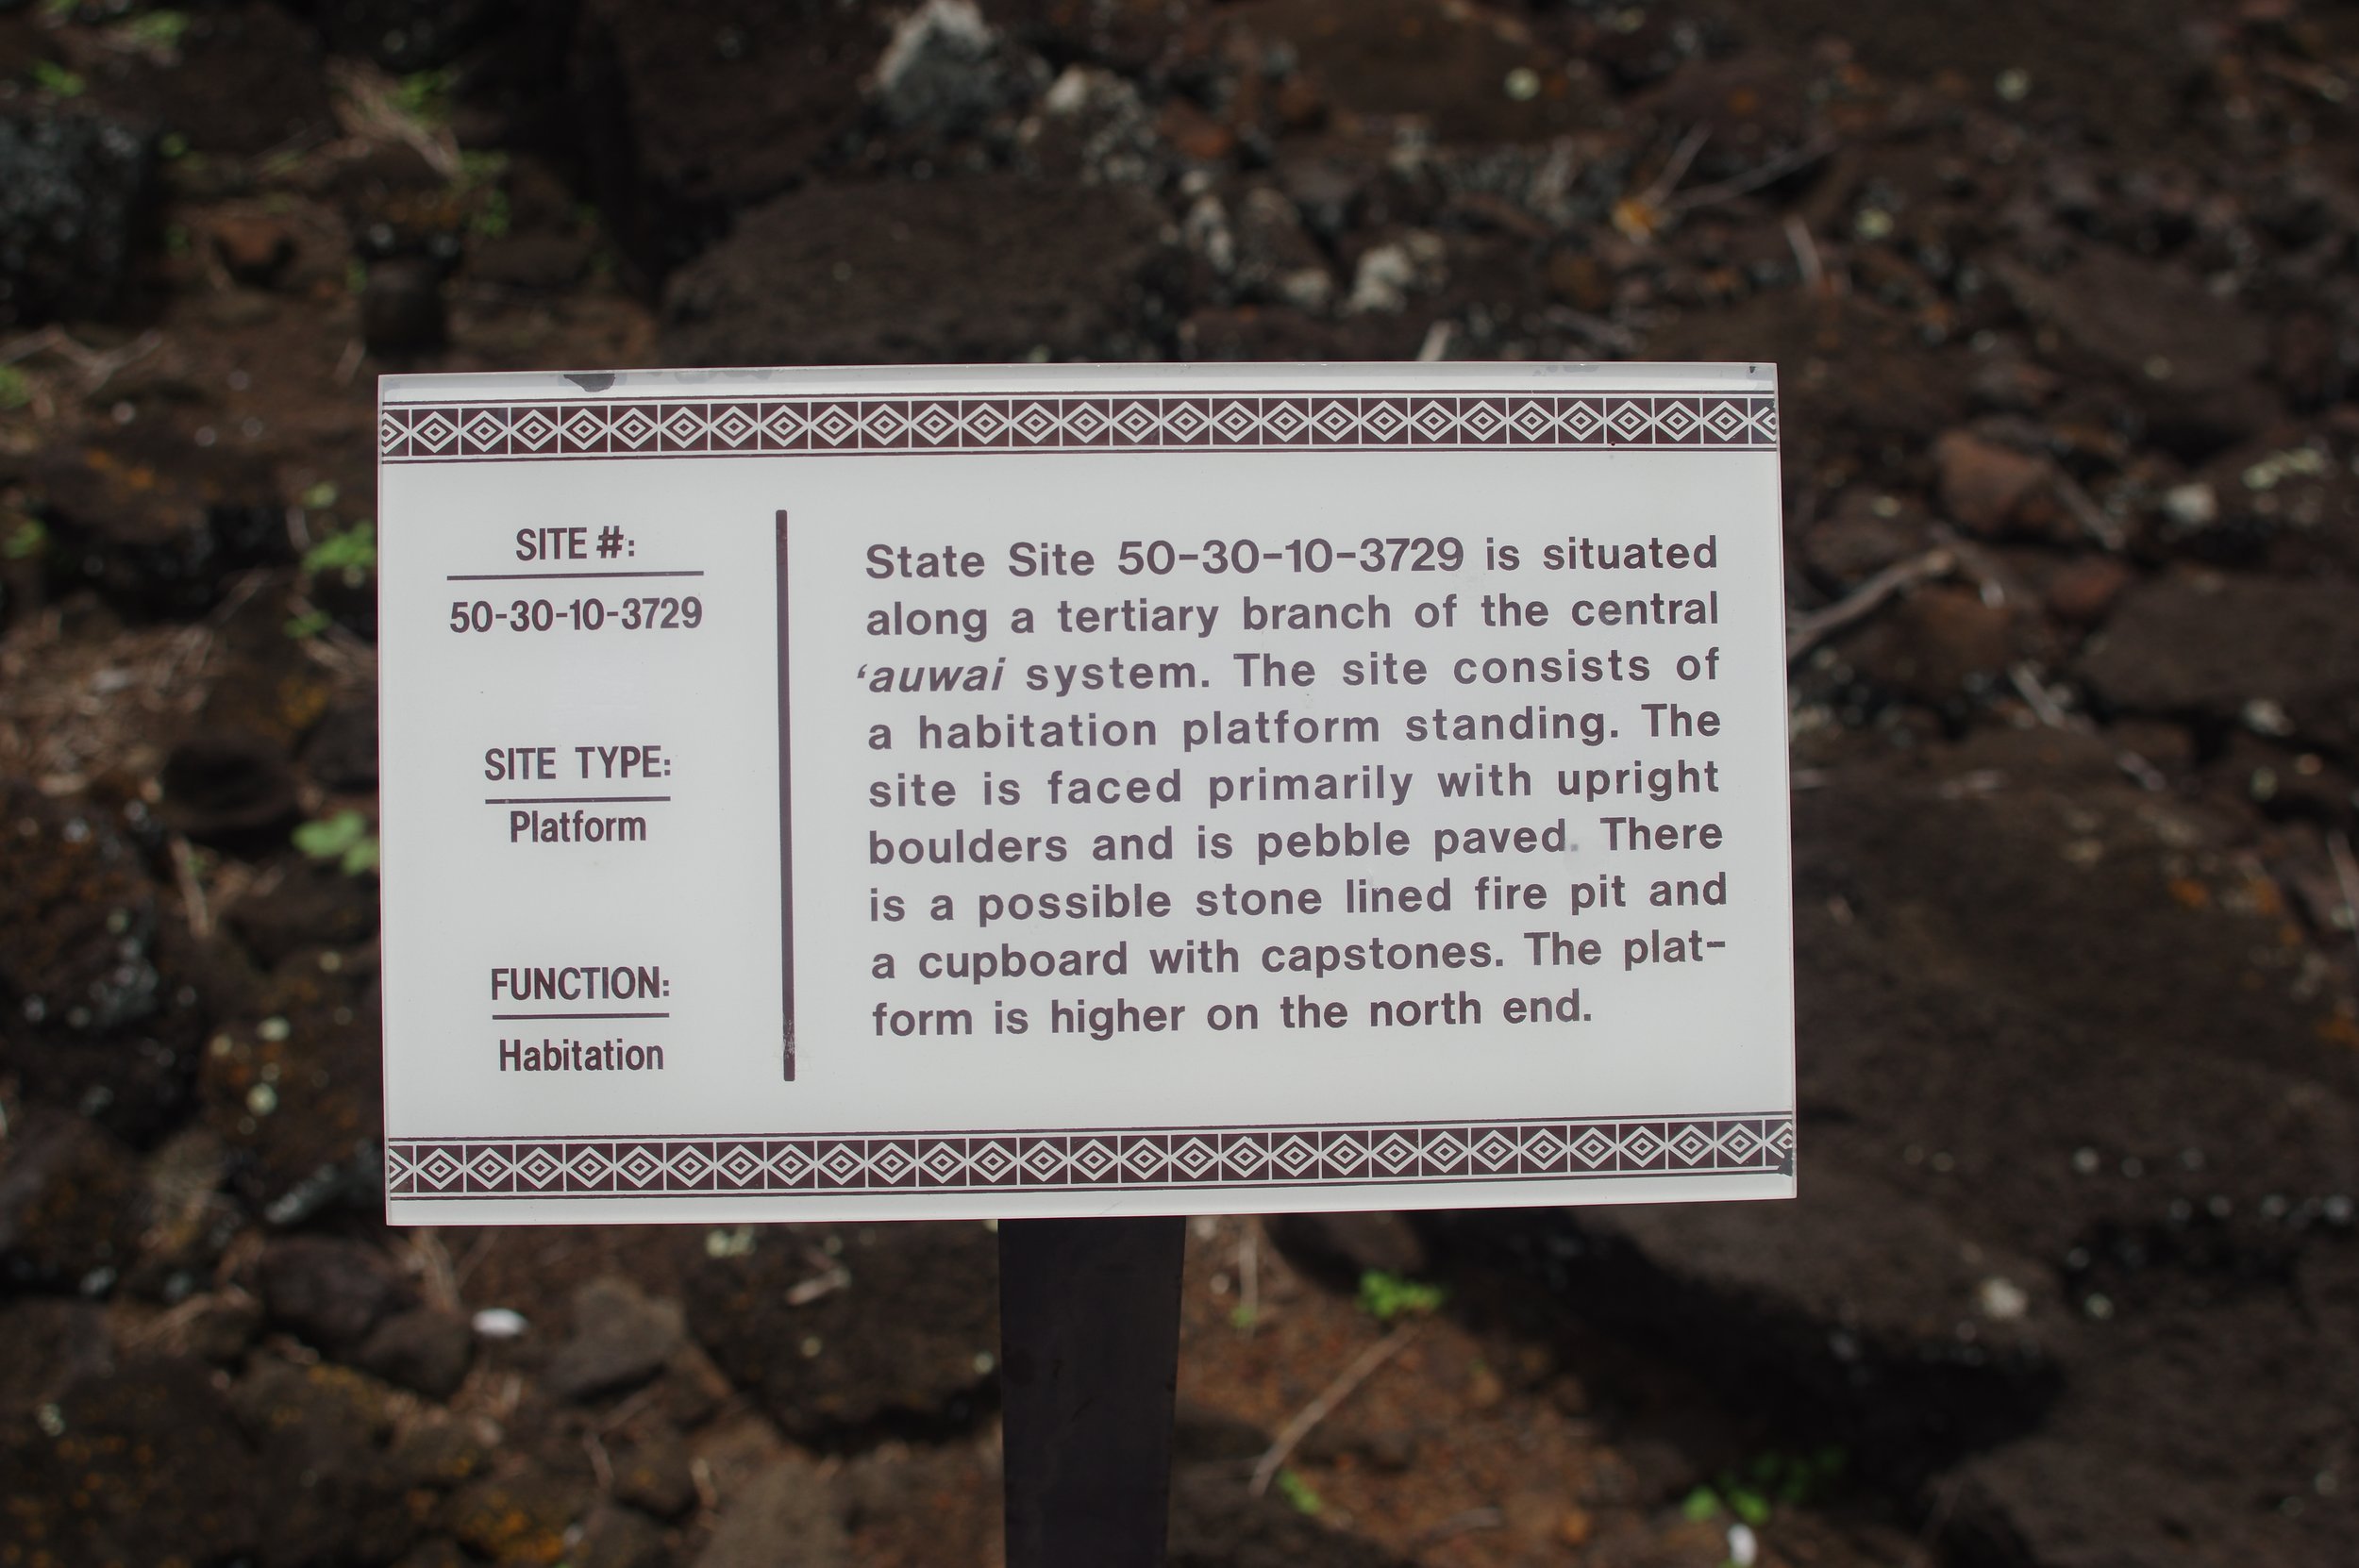 SITE #:
50-30-10-3729
SITE TYPE:
Platform
FUNCTION:
Habitation
State Site 50-30-10-3729 is situated
along a tertiary branch of the central
‘auwai system. The site consists of
a habitation platform standing. The
site is faced primarily with upright
boulders and is pebble paved. There
is a possible stone lined fire pit and
a cupboard with capstones. The plat-
form is higher on the north end.